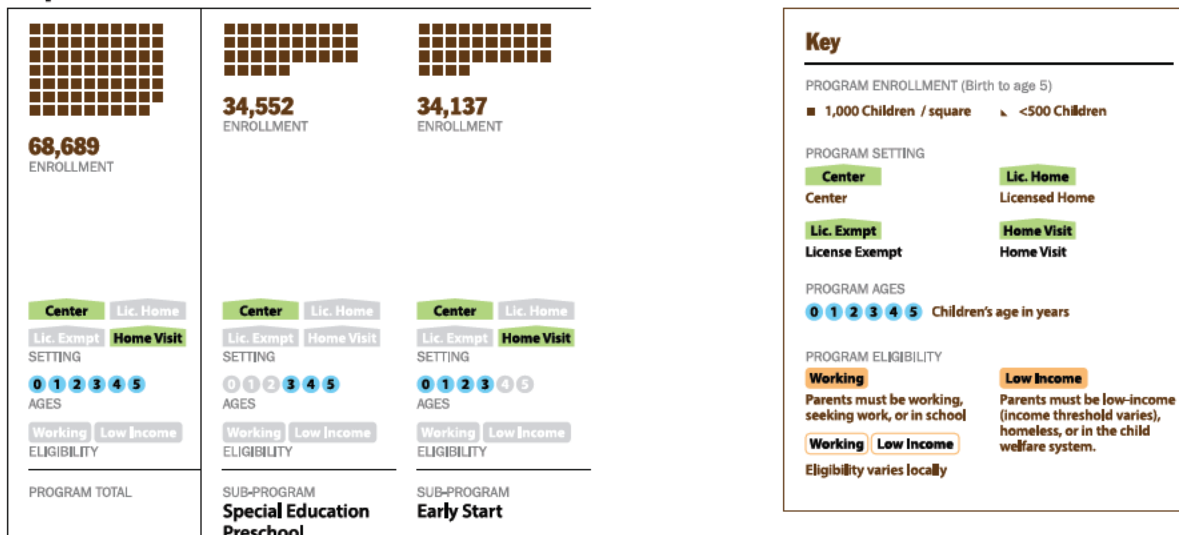 68,689
ENROLLMENT
Center Lic. Home
Lic. Exmpt Home Visit
SETTING
0 1 2 3 4 5
AGES
Working Low Income
ELIGIBILITY
PROGRAM TOTAL
34,552
ENROLLMENT
Center Lic. Home
Lic. Exmpt Home Visit
SETTING
0 1 2 3 4 5
AGES
Working Low Income
ELIGIBILITY
SUB-PROGRAM
Special Education
Preschool
34,137
ENROLLMENT
Center Lic. Home
Lic. Exmpt Home Visit
SETTING
0 1 2 3 4 5
AGES
Working Low Income
ELIGIBILITY
SUB-PROGRAM
Early Start
Key
PROGRAM ENROLLMENT (Birth to age 5)
1,000 Children / square <500 Children
PROGRAM SETTING
Center Lic. Home
Center Licensed Home
Lic. Exmpt Home Visit
License Exempt Home Visit
PROGRAM AGES
0 1 2 3 4 5 Children's age in years
PROGRAM ELIGIBILITY
Working
Parents must be working,
seeking work, or in school
Working Low Income
Eligibility varies locally
Low Income
Parents must be low-income
(income threshold varies),
homeless, or in the child
welfare system.